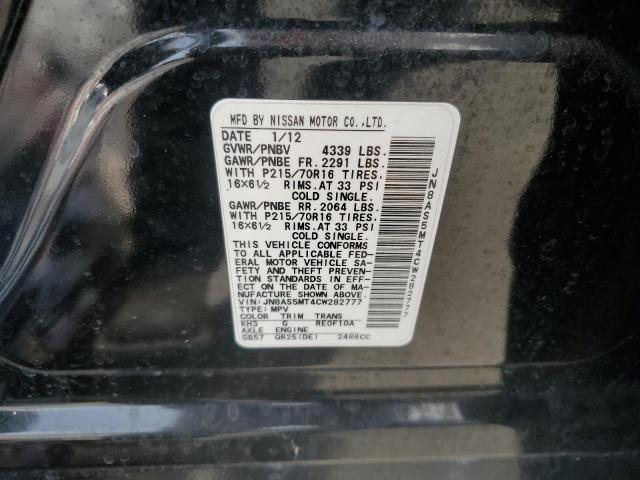 MFD BY NISSAN MOTOR CO.,LTD.
DATE 1/12
GVWR/PNBV 4339 LBS.
GAWR/PNBE FR. 2291 LBS.
WITH P215/70R16 TIRES.
16X6½ RIMS.AT 33 PSI
COLD SINGLE.
GAWR/PNBE RR. 2064 LBS.
WITH P215/70R16 TIRES.
16X6½ RIMS.AT 33 PSI
COLD SINGLE.
THIS VEHICLE CONFORMS
TO ALL APPLICABLE FED-
ERAL MOTOR VEHICLE SA-
FETY AND THEFT PREVEN-
TION STANDARDS IN EFF-
ECT ON THE DATE OF MA-
NUFACTURE SHOWN ABOVE.
VIN:JN8AS5MT4CW282777
TYPE:MPV
COLOR TRIM TRANS
KH3 G RE0F10A
AXLE ENGINE
GB57 QR25(DE) 2488CC
JN8AS5MT4CW282777